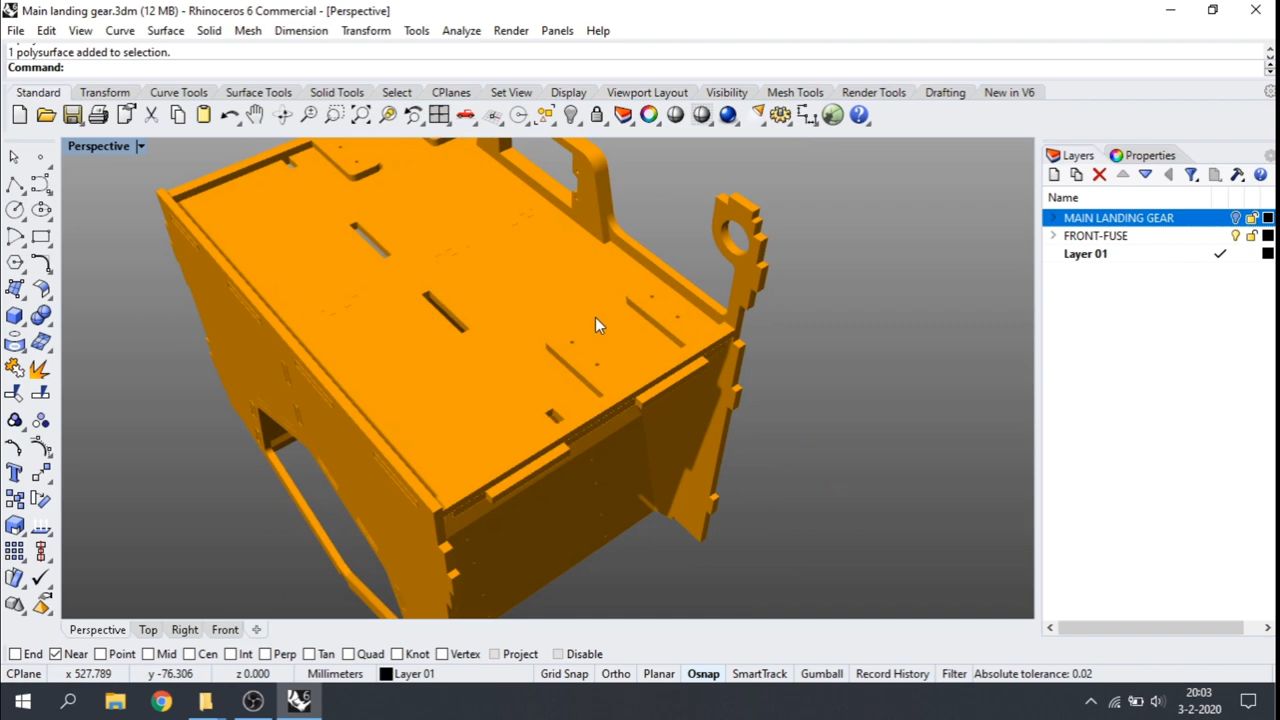 Main landing gear.3dm (12 MB) - Rhinoceros 6 Commercial - [Perspective]
File Edit View Curve Surface Solid Mesh Dimension Transform Tools Analyze Render Panels Help
1 polysurface added to selection.
Command:
Standard Transform Curve Tools Surface Tools Solid Tools Select CPlanes Set View Display Viewport Layout Visibility Mesh Tools Render Tools Drafting New in V6
Perspective
Layers Properties
Name
MAIN LANDING GEAR
FRONT-FUSE
Layer 01
Perspective Top Right Front
End Near Point Mid Cen Int Perp Tan Quad Knot Vertex Project Disable
CPlane x 527.789 y -76.306 z 0.000 Millimeters Layer 01 Grid Snap Ortho Planar Osnap SmartTrack Gumball Record History Filter Absolute tolerance: 0.02
20:03
3-2-2020